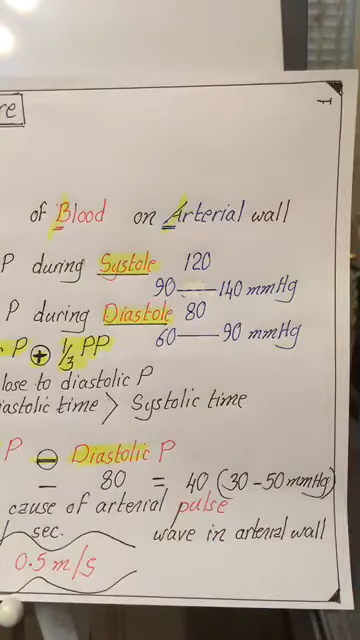 re
1
of Blood on Arterial wall
P during Systole 120
90 — 140 mmHg
P during Diastole 80
60 — 90 mmHg
P + 1/3 PP
lose to diastolic P
iastolic time > Systolic time
P − Diastolic P
− 80 = 40 (30 - 50 mmHg)
cause of arterial pulse
sec. wave in arterial wall
0.5 m/s